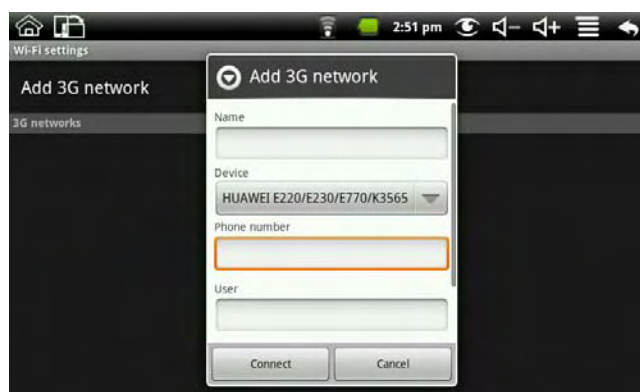 2:51 pm
Wi-Fi settings
Add 3G network
3G networks
Add 3G network
Name
Device
HUAWEI E220/E230/E770/K3565
Phone number
User
Connect
Cancel